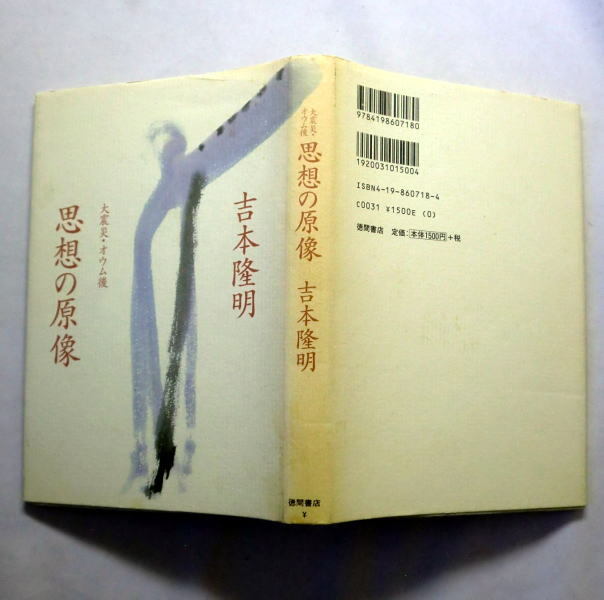 吉本隆明
大震災・オウム後
思想の原像
大震災・
オウム後
思想の原像
吉本隆明
徳間書店
¥
9784198607180
1920031015004
ISBN4-19-860718-4
C0031 ¥1500E (0)
徳間書店 定価:本体1500円+税